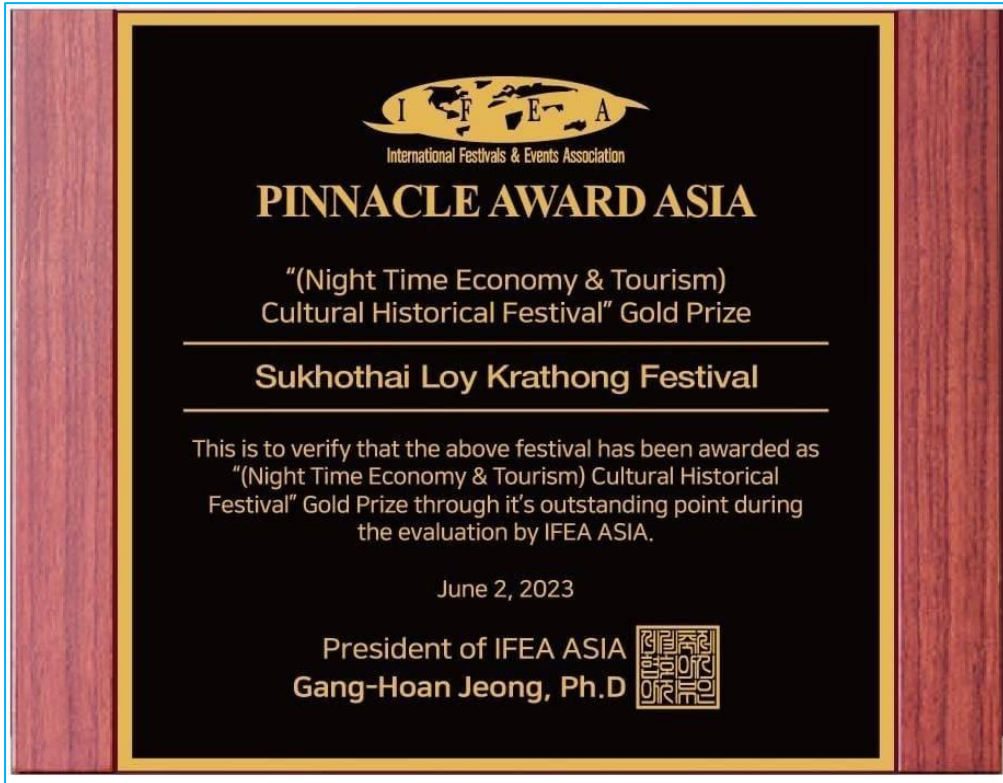 I F E A
International Festivals & Events Association
PINNACLE AWARD ASIA
“(Night Time Economy & Tourism)
Cultural Historical Festival” Gold Prize
Sukhothai Loy Krathong Festival
This is to verify that the above festival has been awarded as
“(Night Time Economy & Tourism) Cultural Historical
Festival” Gold Prize through it’s outstanding point during
the evaluation by IFEA ASIA.
June 2, 2023
President of IFEA ASIA
Gang-Hoan Jeong, Ph.D